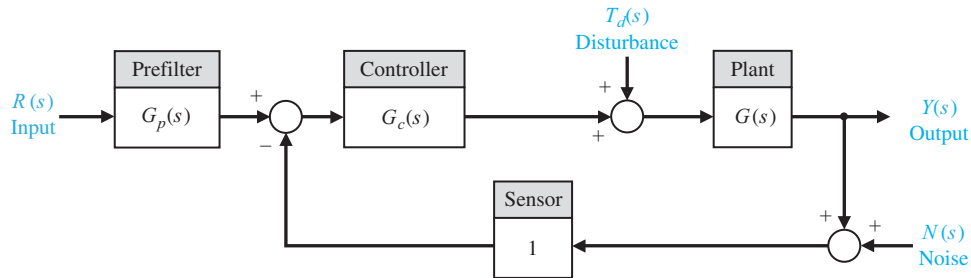 T_d(s)
Disturbance
Prefilter
Controller
Plant
R(s)
Input
G_p(s)
+
−
G_c(s)
+
+
G(s)
Y(s)
Output
Sensor
1
+
+
N(s)
Noise